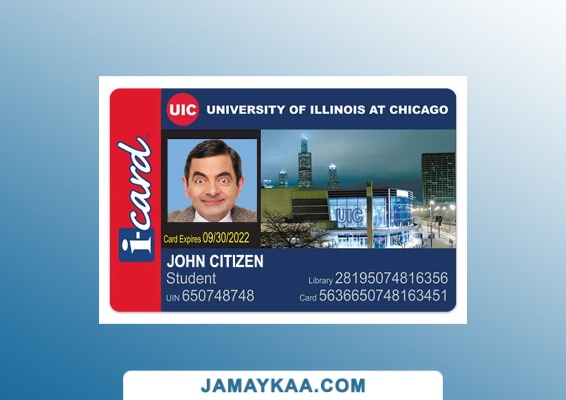 UIC UNIVERSITY OF ILLINOIS AT CHICAGO
i-card
UIC
Card Expires 09/30/2022
JOHN CITIZEN
Student
Library 28195074816356
UIN 650748748
Card 5636650748163451
JAMAYKAA.COM